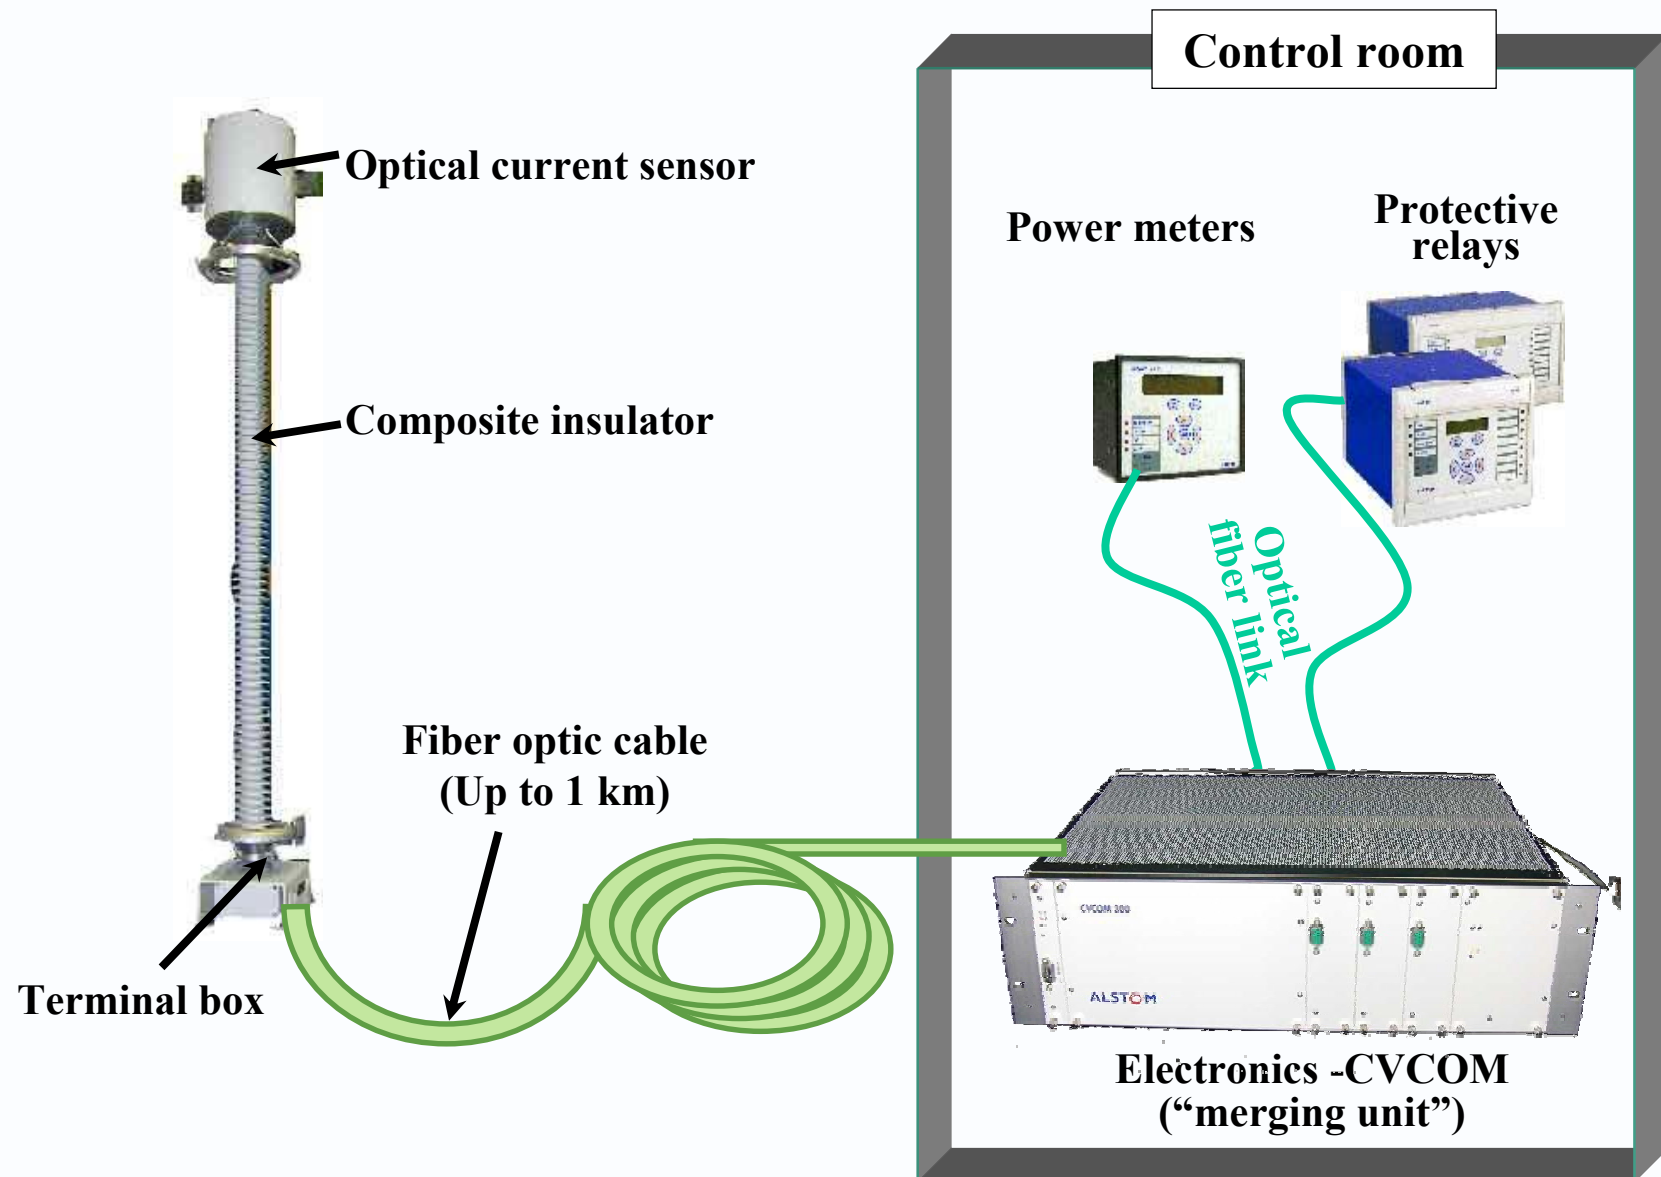 Control room
Optical current sensor
Power meters
Protective
relays
Composite insulator
Optical
fiber link
Fiber optic cable
(Up to 1 km)
Terminal box
CVCOM 200
ALSTOM
Electronics -CVCOM
(“merging unit”)